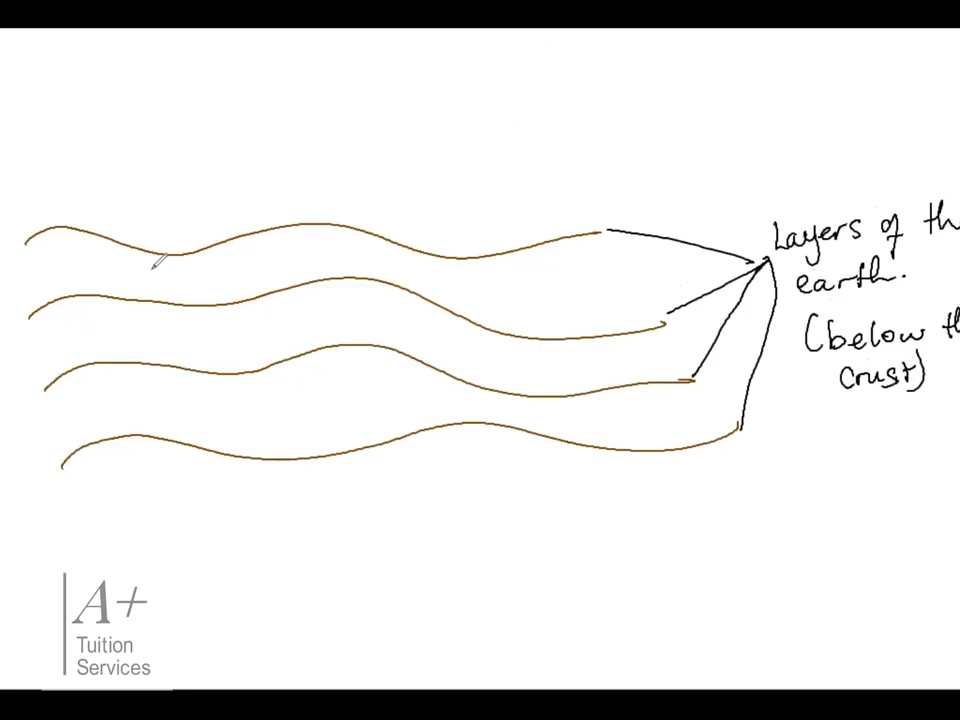 Layers of th
earth.
(below th
crust)
A+
Tuition
Services